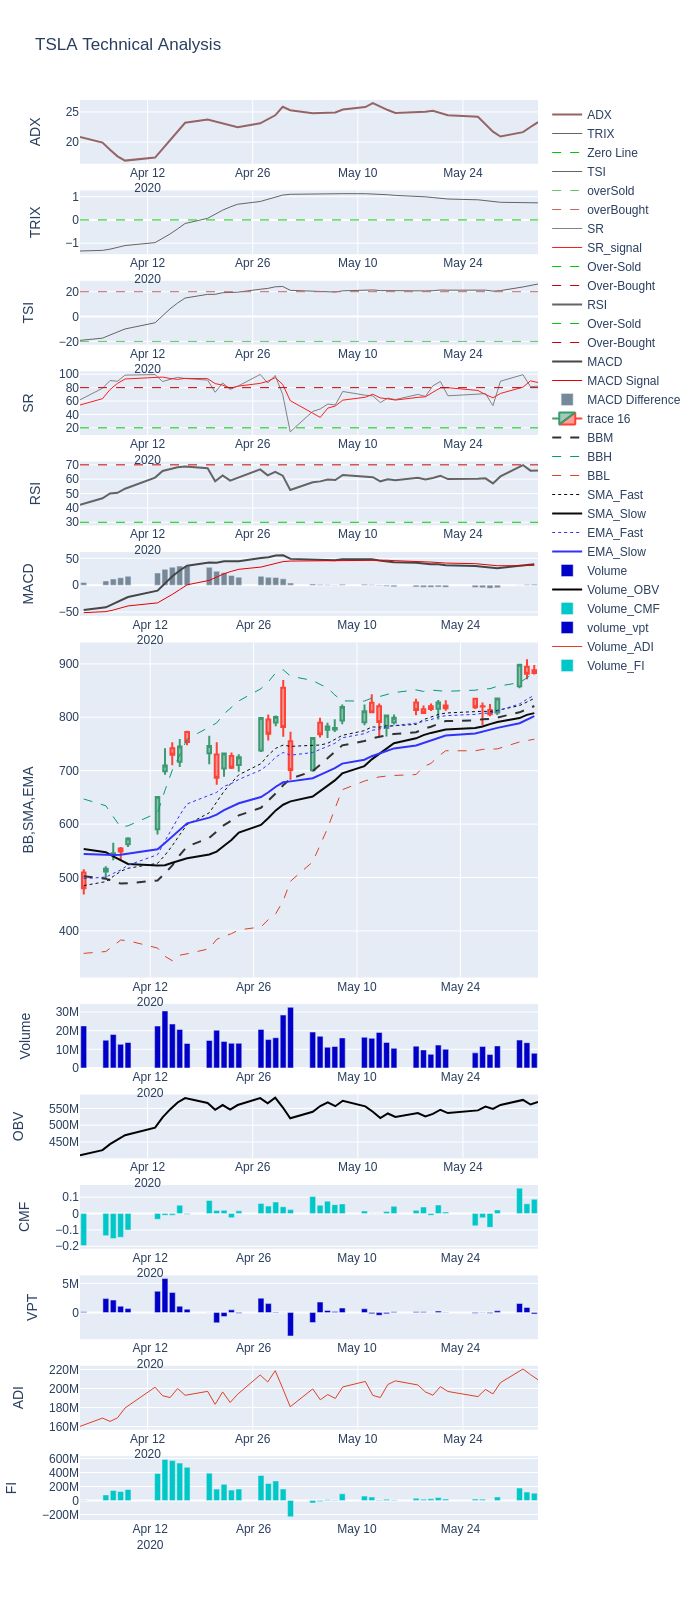 TSLA Technical Analysis
ADX
25
20
Apr 12
2020
Apr 26
May 10
May 24
TRIX
1
0
−1
Apr 12
2020
Apr 26
May 10
May 24
TSI
20
0
−20
Apr 12
2020
Apr 26
May 10
May 24
SR
100
80
60
40
20
Apr 12
2020
Apr 26
May 10
May 24
RSI
70
60
50
40
30
Apr 12
2020
Apr 26
May 10
May 24
MACD
50
0
−50
Apr 12
2020
Apr 26
May 10
May 24
BB,SMA,EMA
900
800
700
600
500
400
Apr 12
2020
Apr 26
May 10
May 24
Volume
30M
20M
10M
0
Apr 12
2020
Apr 26
May 10
May 24
OBV
550M
500M
450M
Apr 12
2020
Apr 26
May 10
May 24
CMF
0.1
0
−0.1
−0.2
Apr 12
2020
Apr 26
May 10
May 24
VPT
5M
0
Apr 12
2020
Apr 26
May 10
May 24
ADI
220M
200M
180M
160M
Apr 12
2020
Apr 26
May 10
May 24
FI
600M
400M
200M
0
−200M
Apr 12
2020
Apr 26
May 10
May 24
ADX
TRIX
Zero Line
TSI
overSold
overBought
SR
SR_signal
Over-Sold
Over-Bought
RSI
Over-Sold
Over-Bought
MACD
MACD Signal
MACD Difference
trace 16
BBM
BBH
BBL
SMA_Fast
SMA_Slow
EMA_Fast
EMA_Slow
Volume
Volume_OBV
Volume_CMF
volume_vpt
Volume_ADI
Volume_FI